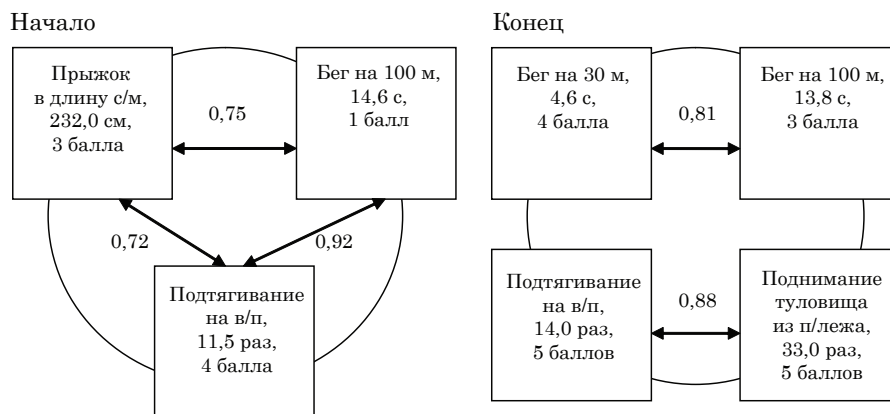 Начало
Прыжок
в длину с/м,
232,0 см,
3 балла
0,75
Бег на 100 м,
14,6 с,
1 балл
0,72
0,92
Подтягивание
на в/п,
11,5 раз,
4 балла
Конец
Бег на 30 м,
4,6 с,
4 балла
0,81
Бег на 100 м,
13,8 с,
3 балла
Подтягивание
на в/п,
14,0 раз,
5 баллов
0,88
Поднимание
туловища
из п/лежа,
33,0 раз,
5 баллов